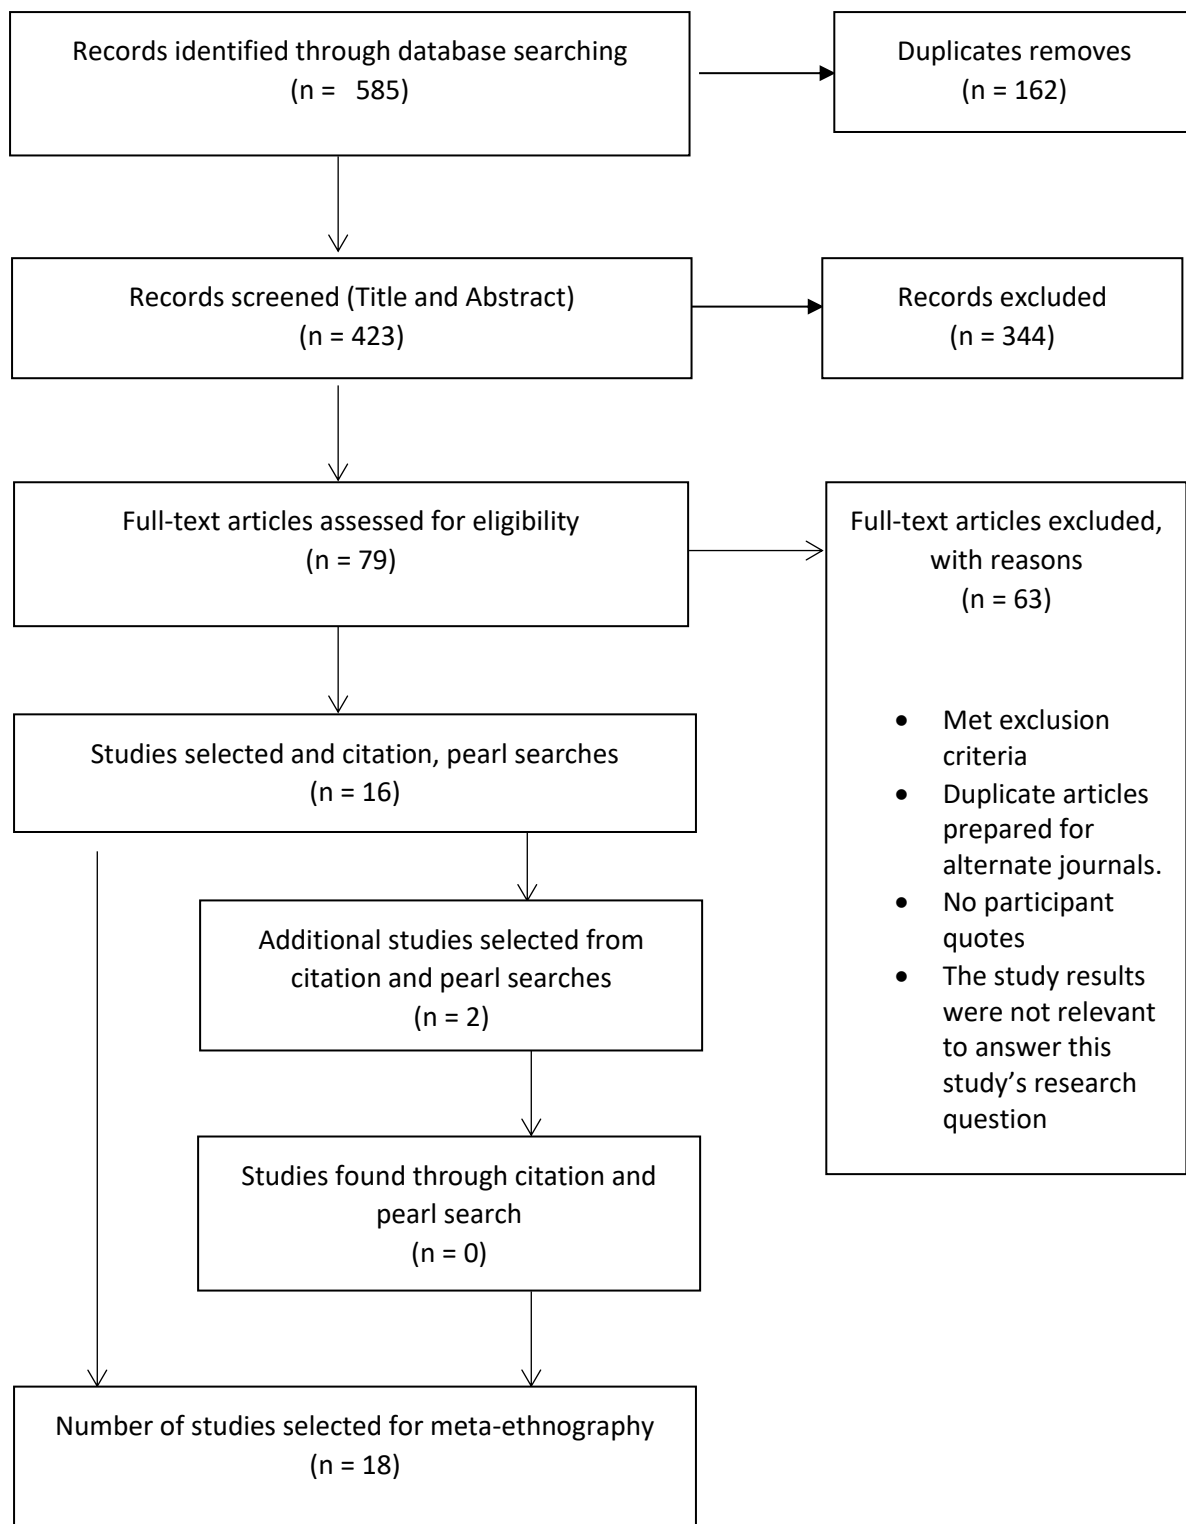 Records identified through database searching
(n =   585)
Duplicates removes
(n = 162)
Records screened (Title and Abstract)
(n = 423)
Records excluded
(n = 344)
Full-text articles assessed for eligibility
(n = 79)
Full-text articles excluded,
with reasons
(n = 63)
• Met exclusion
criteria
• Duplicate articles
prepared for
alternate journals.
• No participant
quotes
• The study results
were not relevant
to answer this
study’s research
question
Studies selected and citation, pearl searches
(n = 16)
Additional studies selected from
citation and pearl searches
(n = 2)
Studies found through citation and
pearl search
(n = 0)
Number of studies selected for meta-ethnography
(n = 18)